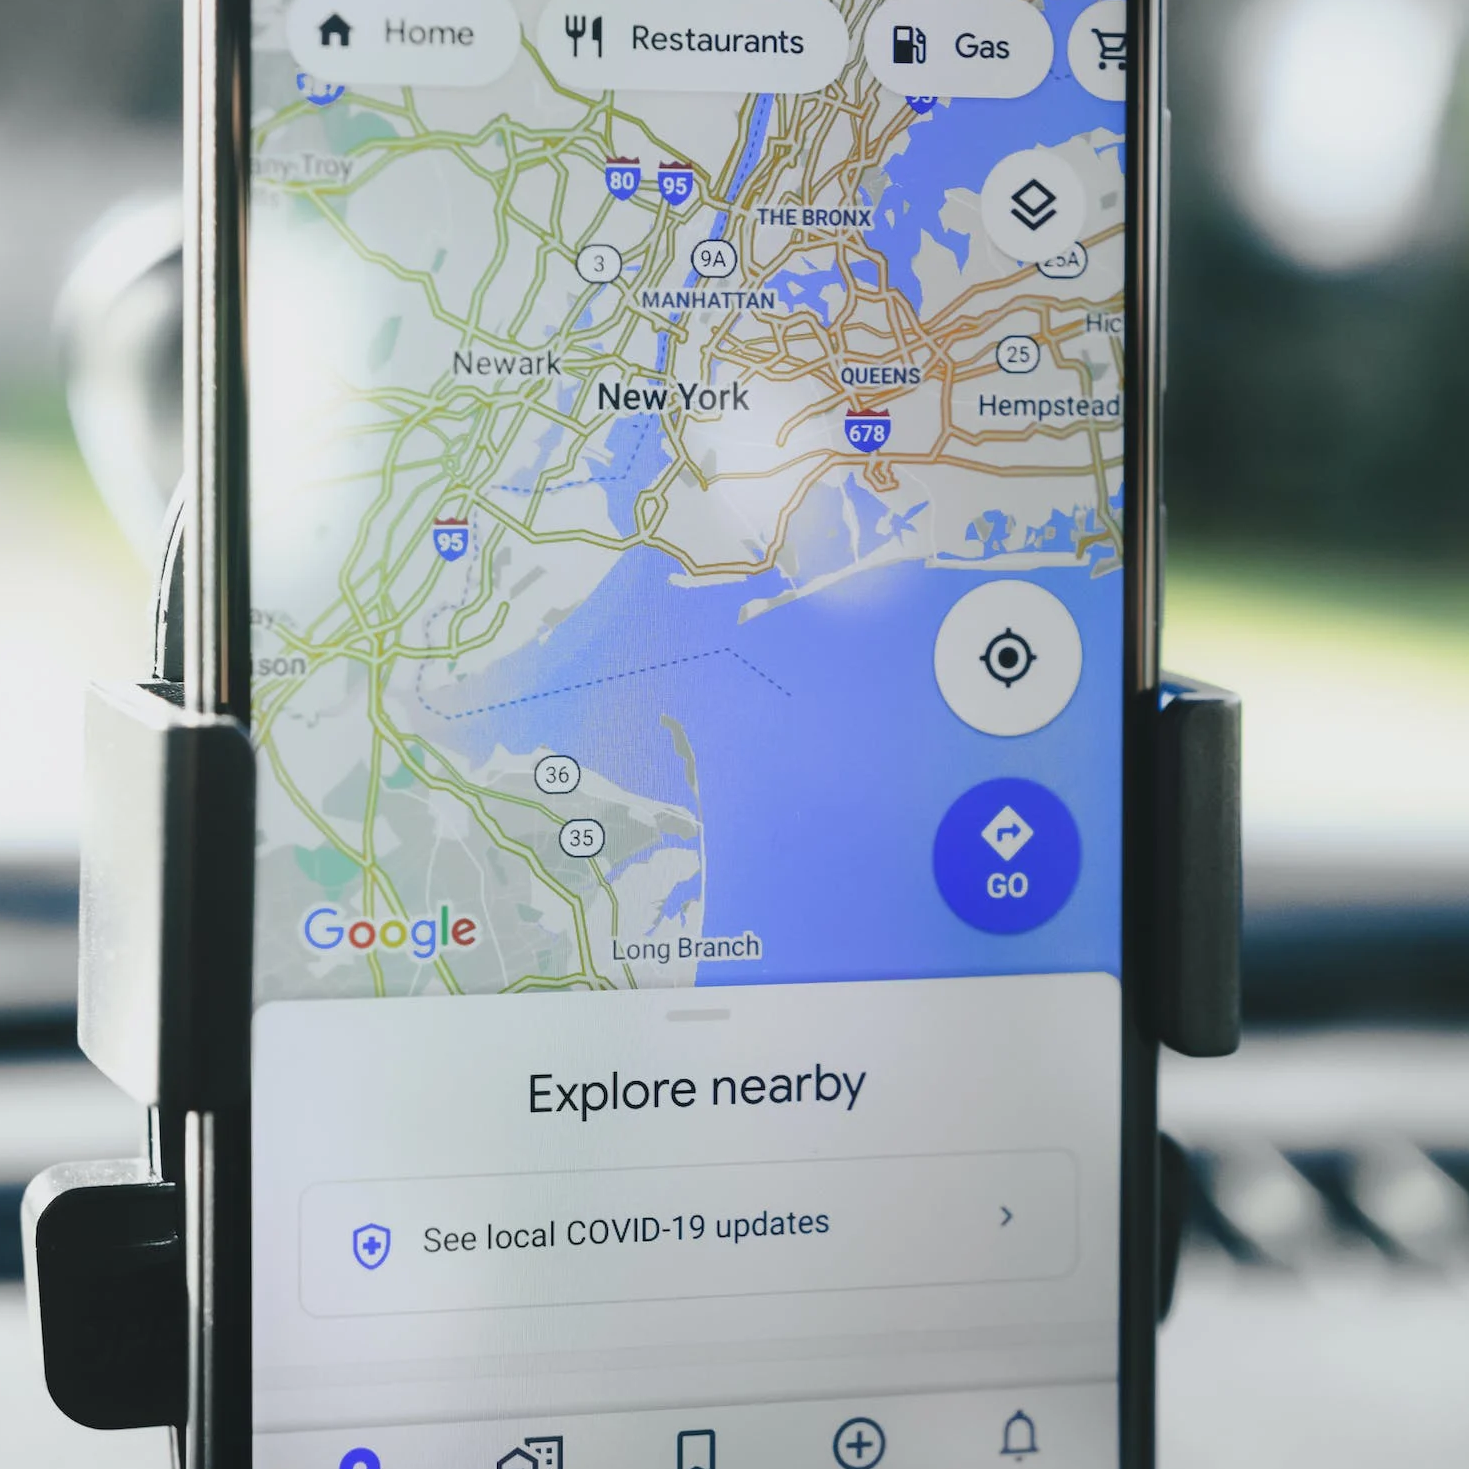 Home
Restaurants
Gas
any-Troy
80
95
THE BRONX
3
9A
25A
MANHATTAN
Hic
25
Newark
QUEENS
New York
Hempstead
678
95
son
36
35
Google
Long Branch
GO
Explore nearby
See local COVID-19 updates